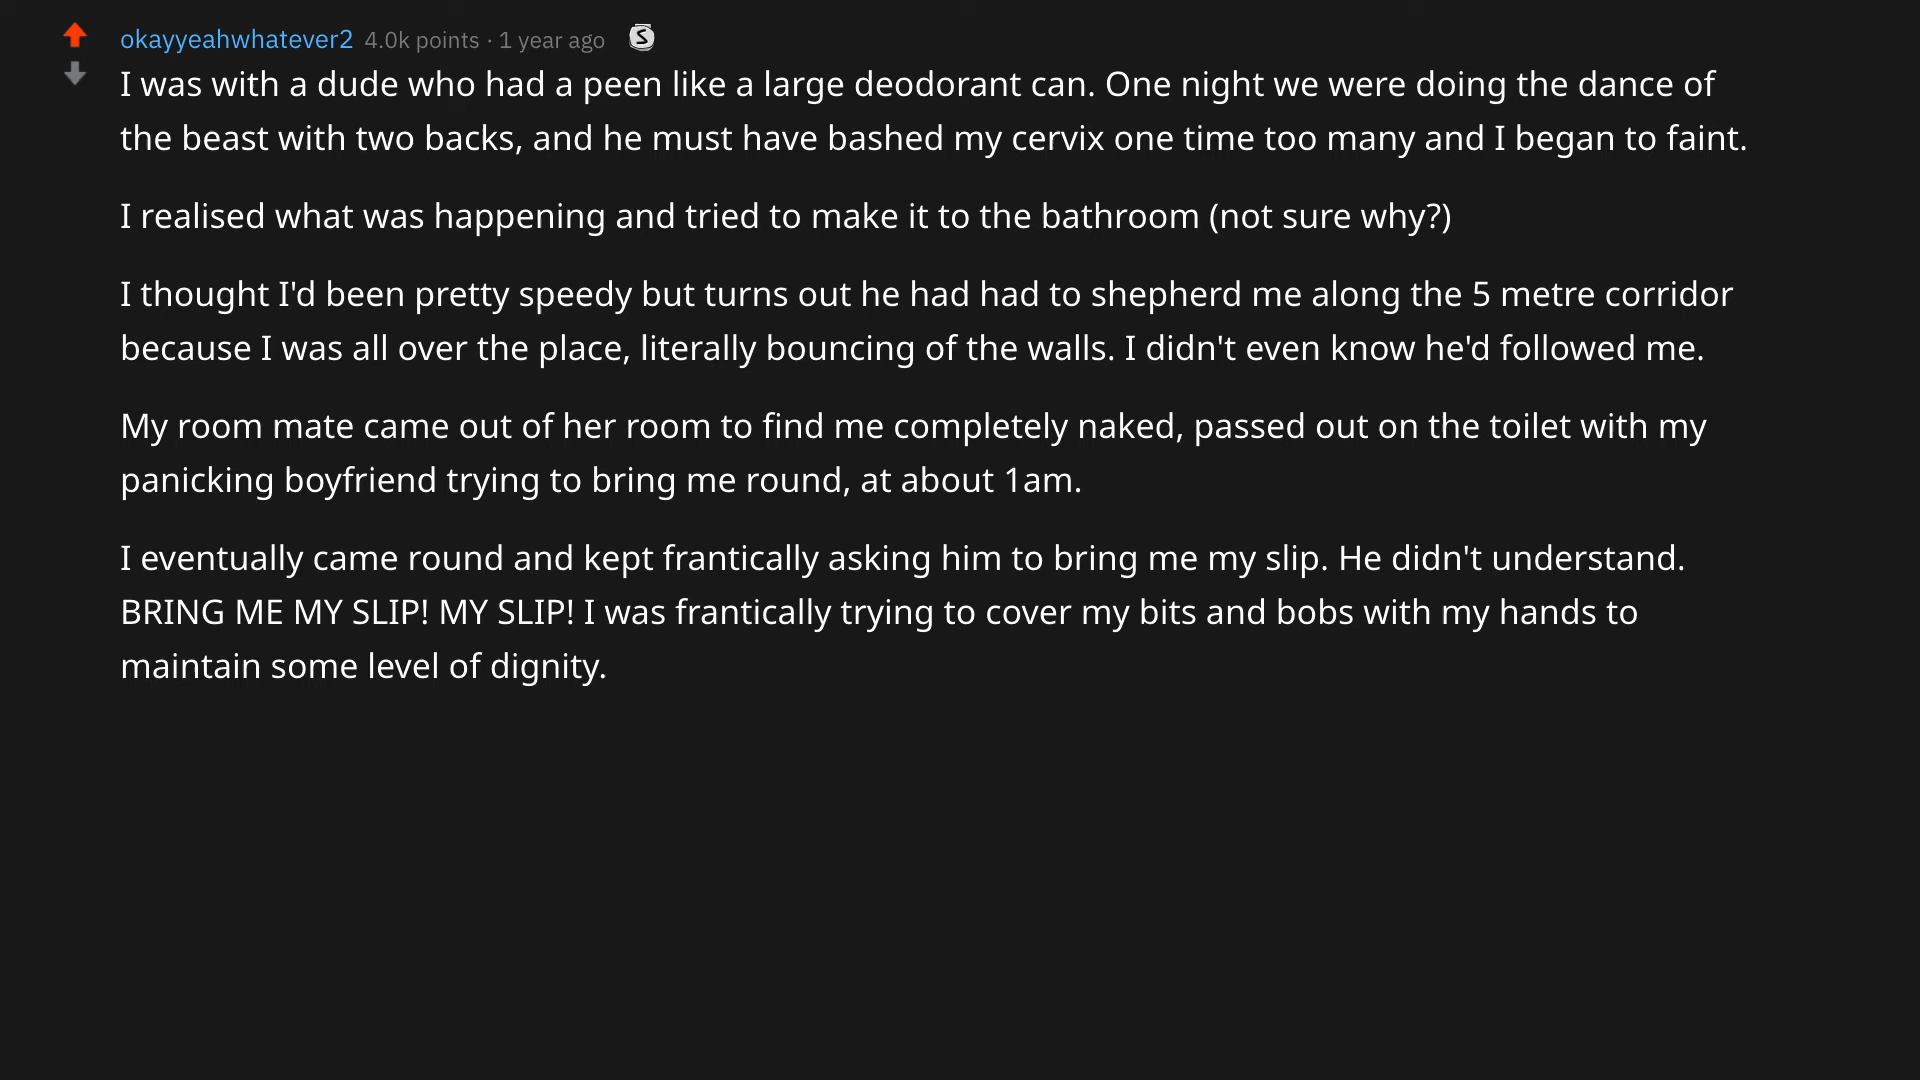 okayyeahwhatever2 4.0k points · 1 year ago S
I was with a dude who had a peen like a large deodorant can. One night we were doing the dance of
the beast with two backs, and he must have bashed my cervix one time too many and I began to faint.
I realised what was happening and tried to make it to the bathroom (not sure why?)
I thought I'd been pretty speedy but turns out he had had to shepherd me along the 5 metre corridor
because I was all over the place, literally bouncing of the walls. I didn't even know he'd followed me.
My room mate came out of her room to find me completely naked, passed out on the toilet with my
panicking boyfriend trying to bring me round, at about 1am.
I eventually came round and kept frantically asking him to bring me my slip. He didn't understand.
BRING ME MY SLIP! MY SLIP! I was frantically trying to cover my bits and bobs with my hands to
maintain some level of dignity.